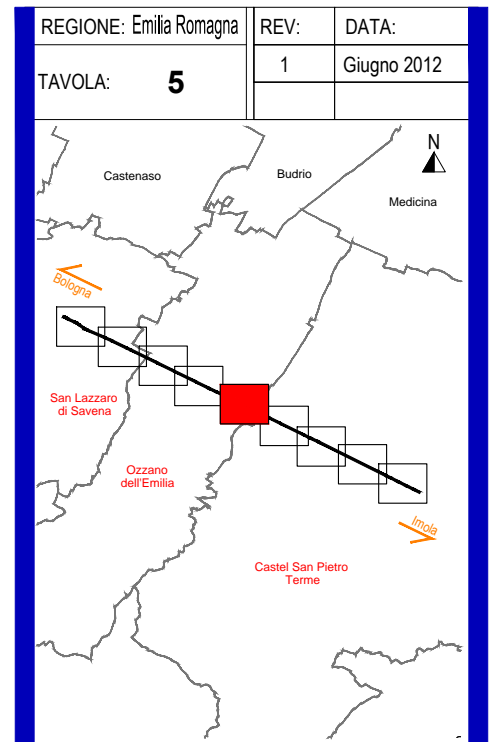 REGIONE: Emilia Romagna
REV:
DATA:
TAVOLA: 5
1
Giugno 2012
N
Castenaso
Budrio
Medicina
Bologna
San Lazzaro
di Savena
Ozzano
dell'Emilia
Imola
Castel San Pietro
Terme